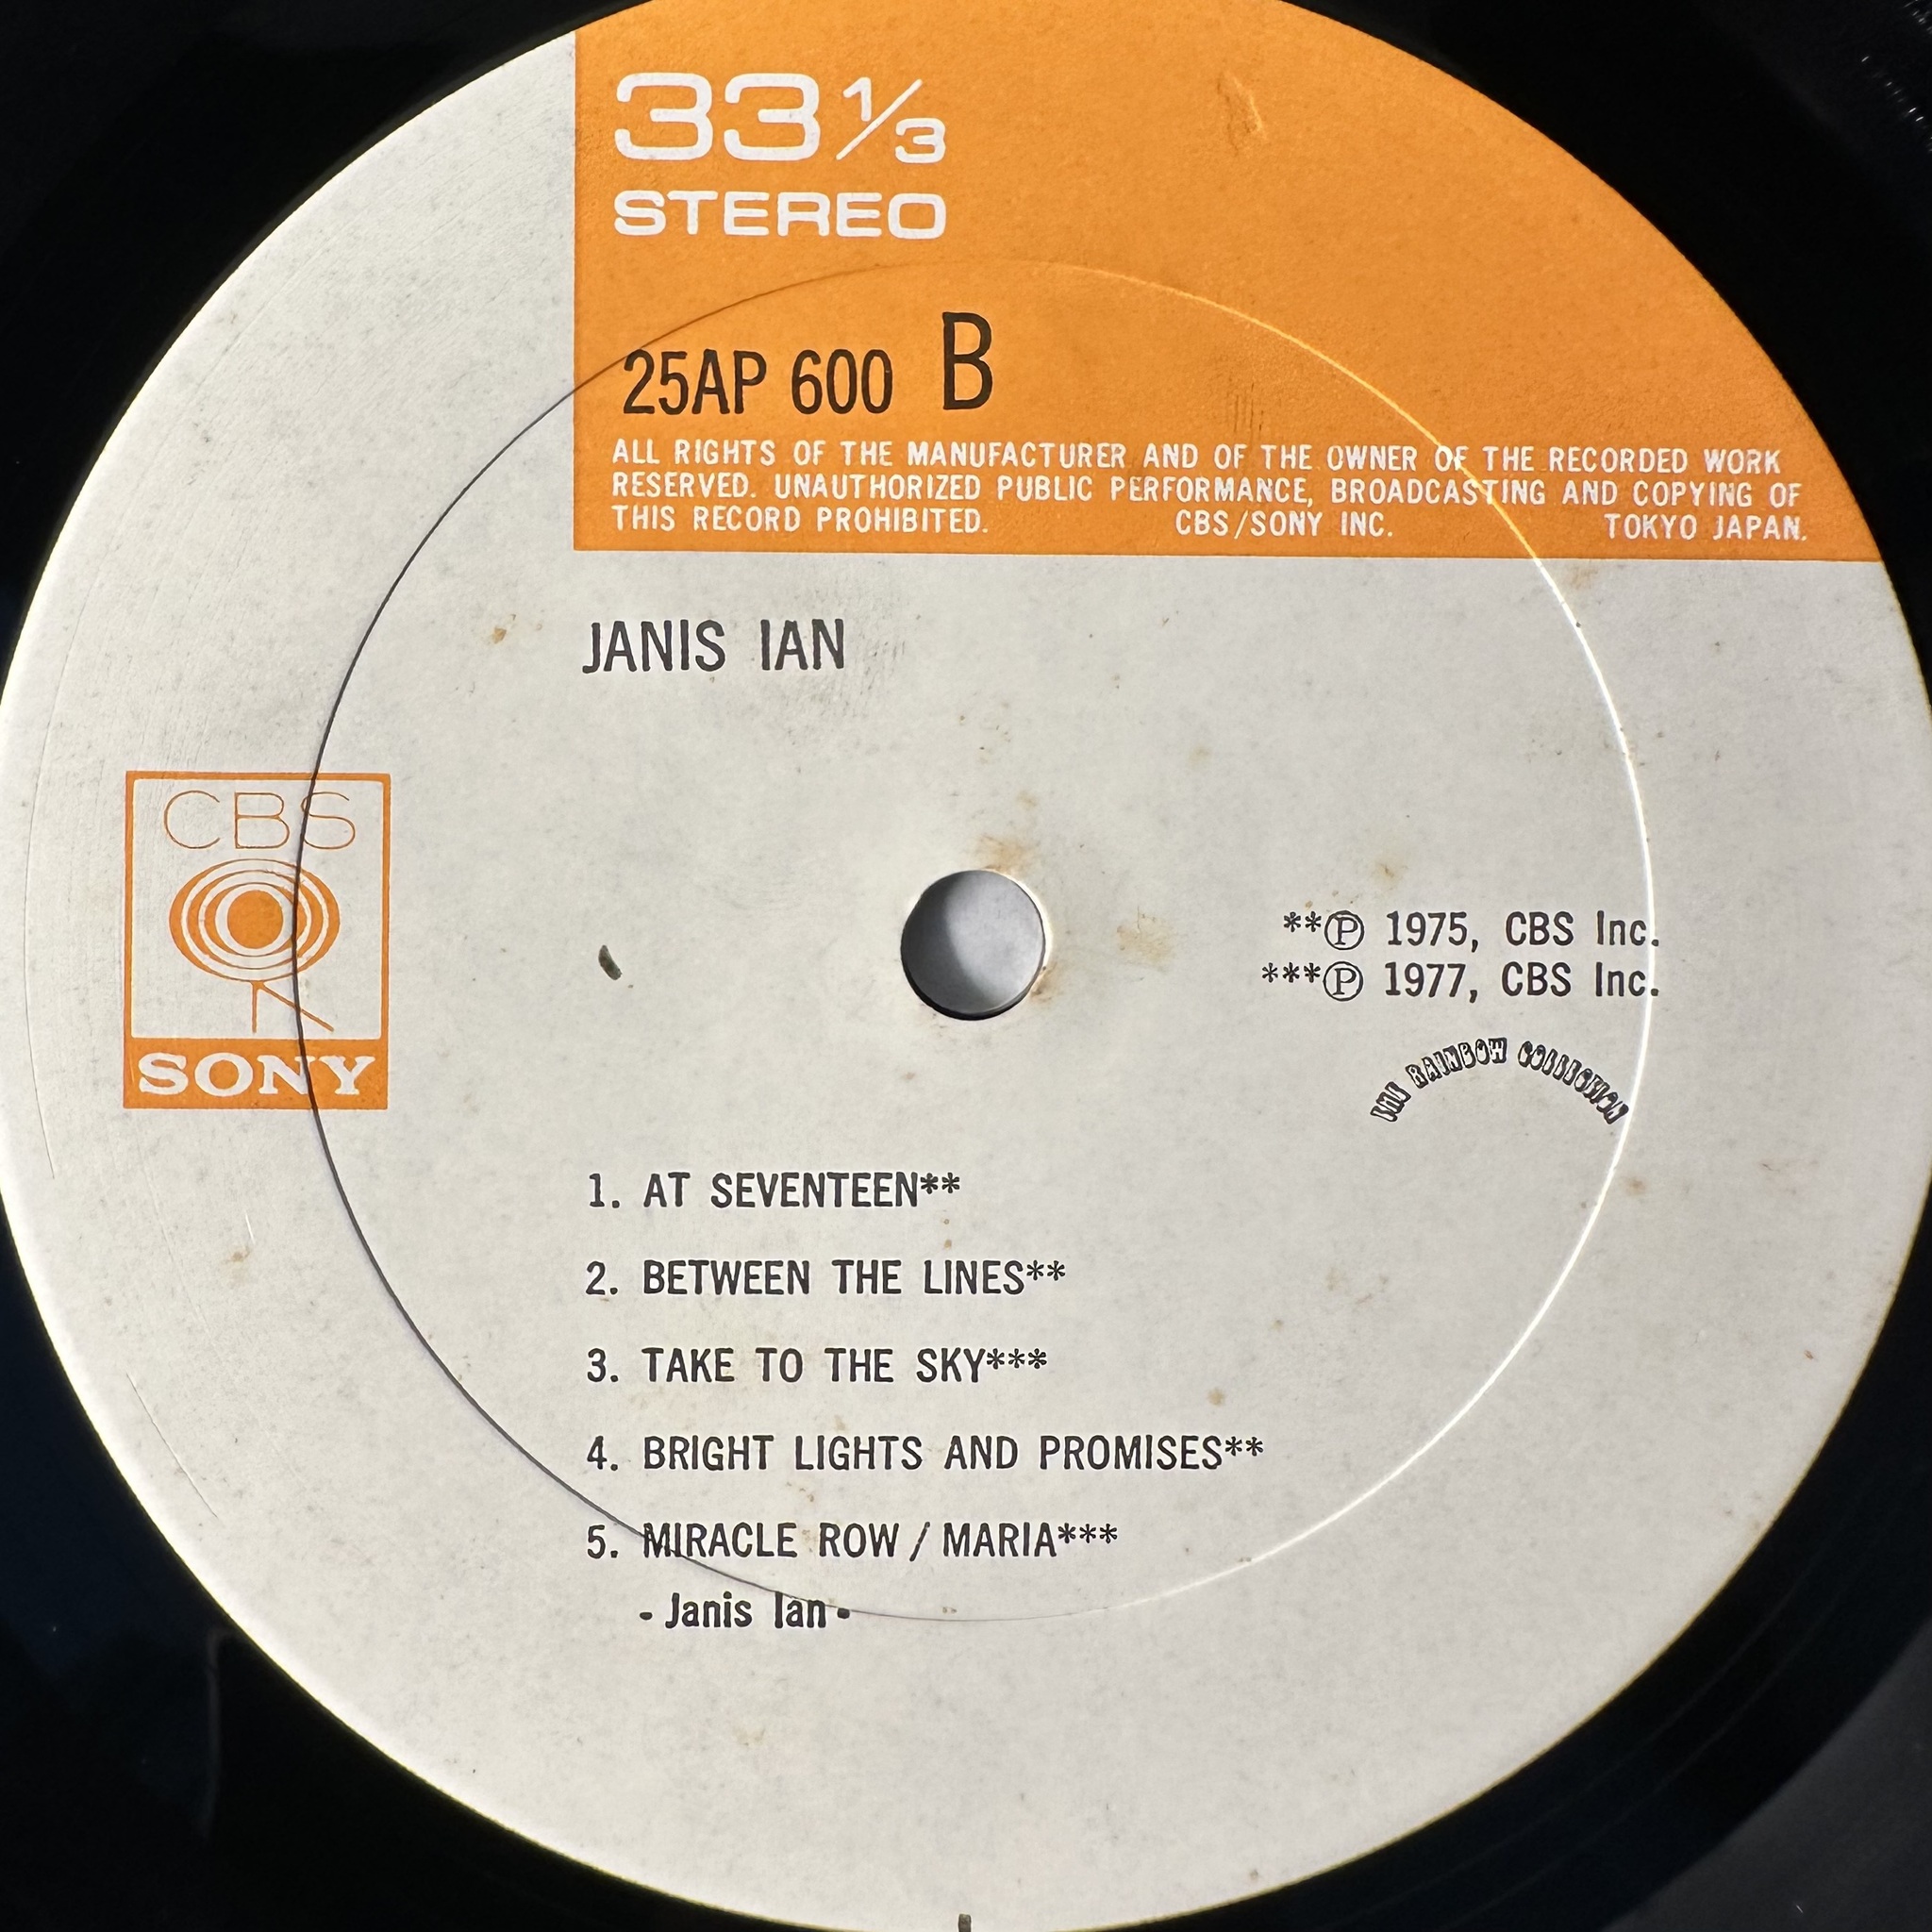 33 1/3
STEREO
25AP 600 B
ALL RIGHTS OF THE MANUFACTURER AND OF THE OWNER OF THE RECORDED WORK
RESERVED. UNAUTHORIZED PUBLIC PERFORMANCE, BROADCASTING AND COPYING OF
THIS RECORD PROHIBITED. CBS/SONY INC. TOKYO JAPAN.
JANIS IAN
CBS
SONY
**Ⓟ 1975, CBS Inc.
***Ⓟ 1977, CBS Inc.
THE RAINBOW COLLECTION
1. AT SEVENTEEN**
2. BETWEEN THE LINES**
3. TAKE TO THE SKY***
4. BRIGHT LIGHTS AND PROMISES**
5. MIRACLE ROW / MARIA***
- Janis Ian -